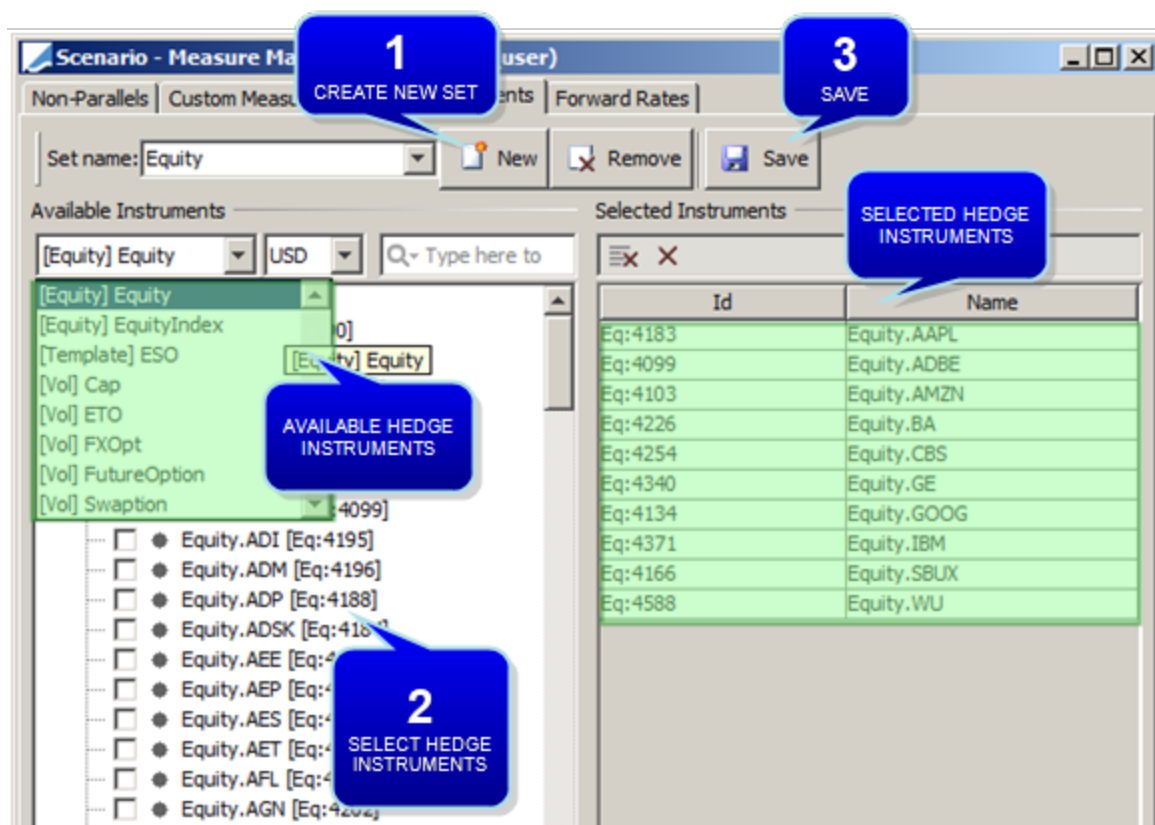 1
CREATE NEW SET
3
SAVE
Scenario - Measure Ma user)
Non-Parallels Custom Measu nts Forward Rates
Set name: Equity New Remove Save
Available Instruments Selected Instruments
SELECTED HEDGE
INSTRUMENTS
[Equity] Equity USD Type here to
Id Name
[Equity] Equity
[Equity] EquityIndex 0]
[Template] ESO
[Equity] Equity
[Vol] Cap
[Vol] ETO
[Vol] FXOpt
[Vol] FutureOption
[Vol] Swaption :4099]
AVAILABLE HEDGE
INSTRUMENTS
Equity.ADI [Eq:4195]
Equity.ADM [Eq:4196]
Equity.ADP [Eq:4188]
Equity.ADSK [Eq:418
Equity.AEE [Eq:4
Equity.AEP [Eq:4
Equity.AES [Eq:4
Equity.AET [Eq:4
Equity.AFL [Eq:4
Equity.AGN [Eq:4202]
2
SELECT HEDGE
INSTRUMENTS
Eq:4183 Equity.AAPL
Eq:4099 Equity.ADBE
Eq:4103 Equity.AMZN
Eq:4226 Equity.BA
Eq:4254 Equity.CBS
Eq:4340 Equity.GE
Eq:4134 Equity.GOOG
Eq:4371 Equity.IBM
Eq:4166 Equity.SBUX
Eq:4588 Equity.WU